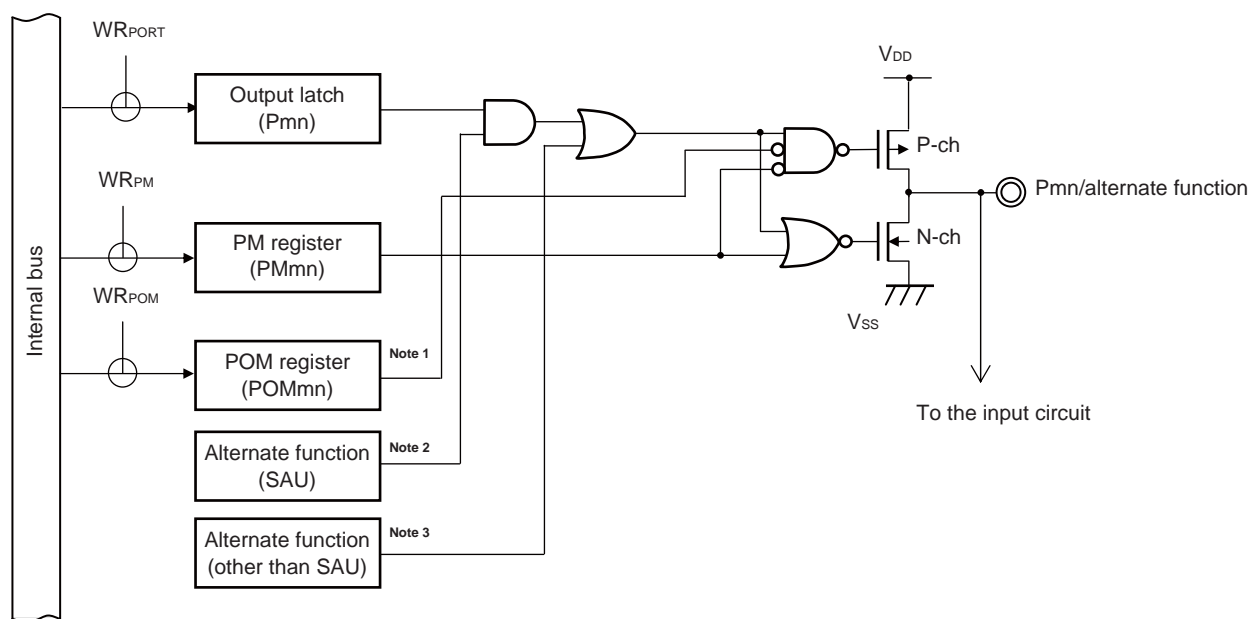 WRPORT
Output latch
(Pmn)
VDD
P-ch
Pmn/alternate function
WRPM
PM register
(PMmn)
N-ch
VSS
WRPOM
POM register
(POMmn)
Note 1
To the input circuit
Alternate function
(SAU)
Note 2
Alternate function
(other than SAU)
Note 3
Internal bus